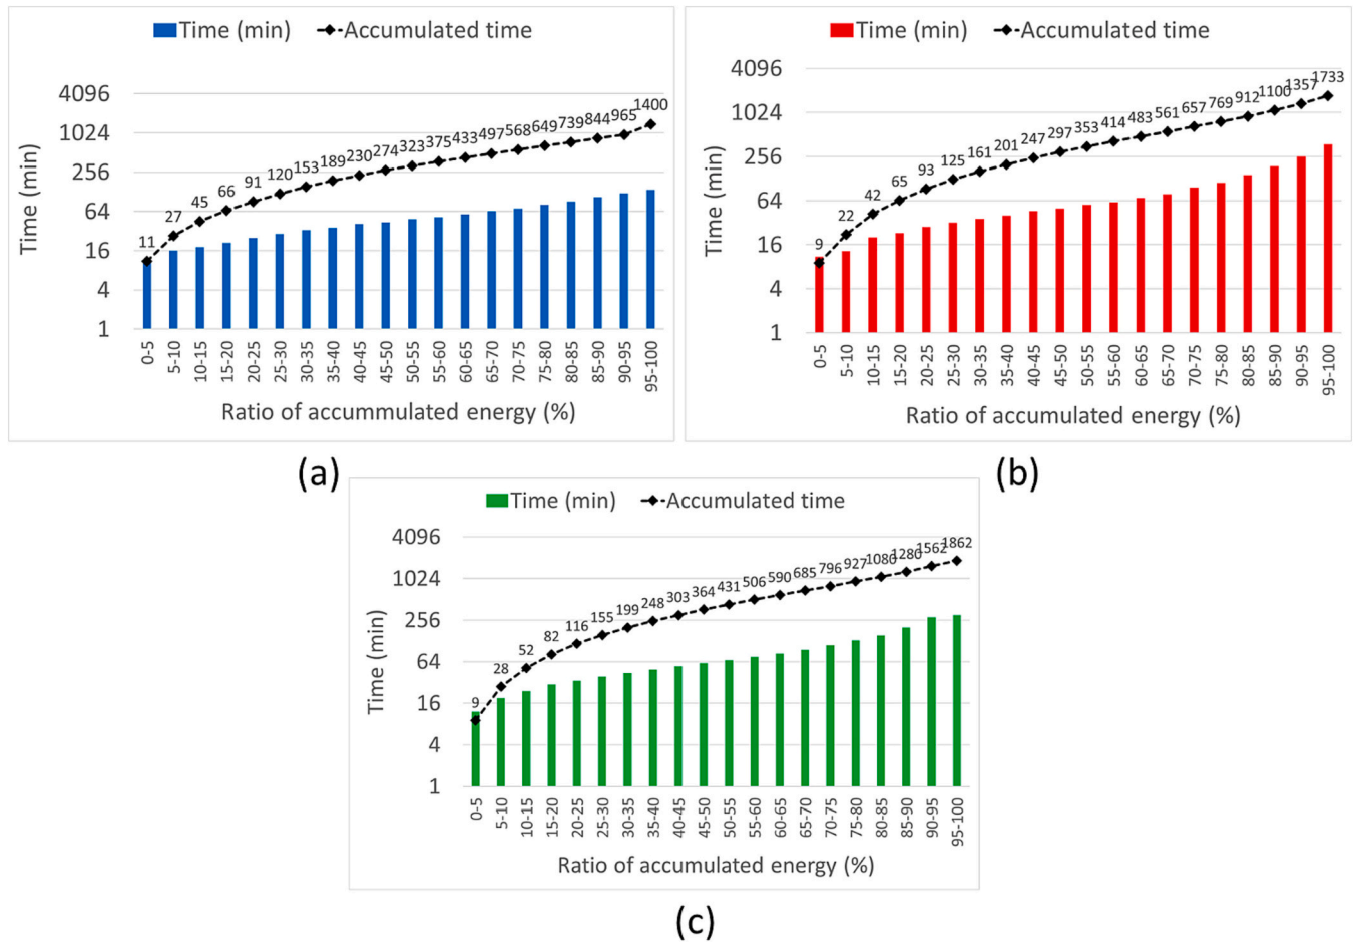 Time (min) Accumulated time
4096
1024
256
64
16
4
1
Time (min)
11 27 45 66 91 120 153 189 230 274 323 375 433 497 568 649 739 844 965 1400
0-5 5-10 10-15 15-20 20-25 25-30 30-35 35-40 40-45 45-50 50-55 55-60 60-65 65-70 70-75 75-80 80-85 85-90 90-95 95-100
Ratio of accummulated energy (%)
(a)
Time (min) Accumulated time
4096
1024
256
64
16
4
1
Time (min)
9 22 42 65 93 125 161 201 247 297 353 414 483 561 657 769 912 1100 1357 1733
0-5 5-10 10-15 15-20 20-25 25-30 30-35 35-40 40-45 45-50 50-55 55-60 60-65 65-70 70-75 75-80 80-85 85-90 90-95 95-100
Ratio of accumulated energy (%)
(b)
Time (min) Accumulated time
4096
1024
256
64
16
4
1
Time (min)
9 28 52 82 116 155 199 248 303 364 431 506 590 685 796 927 1080 1280 1562 1862
0-5 5-10 10-15 15-20 20-25 25-30 30-35 35-40 40-45 45-50 50-55 55-60 60-65 65-70 70-75 75-80 80-85 85-90 90-95 95-100
Ratio of accumulated energy (%)
(c)